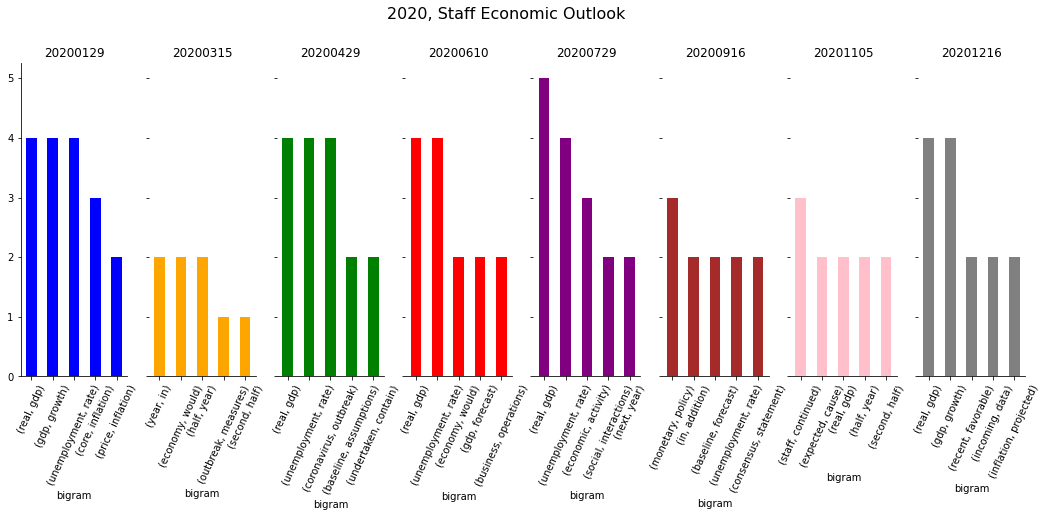 2020, Staff Economic Outlook
20200129
20200315
20200429
20200610
20200729
20200916
20201105
20201216
5
4
3
2
1
0
(real, gdp)
(gdp, growth)
(unemployment, rate)
(core, inflation)
(price, inflation)
bigram
(year, in)
(economy, would)
(half, year)
(outbreak, measures)
(second, half)
bigram
(real, gdp)
(unemployment, rate)
(coronavirus, outbreak)
(baseline, assumptions)
(undertaken, contain)
bigram
(real, gdp)
(unemployment, rate)
(economy, would)
(gdp, forecast)
(business, operations)
bigram
(real, gdp)
(unemployment, rate)
(economic, activity)
(social, interactions)
(next, year)
bigram
(monetary, policy)
(in, addition)
(baseline, forecast)
(unemployment, rate)
(consensus, statement)
bigram
(staff, continued)
(expected, cause)
(real, gdp)
(half, year)
(second, half)
bigram
(real, gdp)
(gdp, growth)
(recent, favorable)
(incoming, data)
(inflation, projected)
bigram